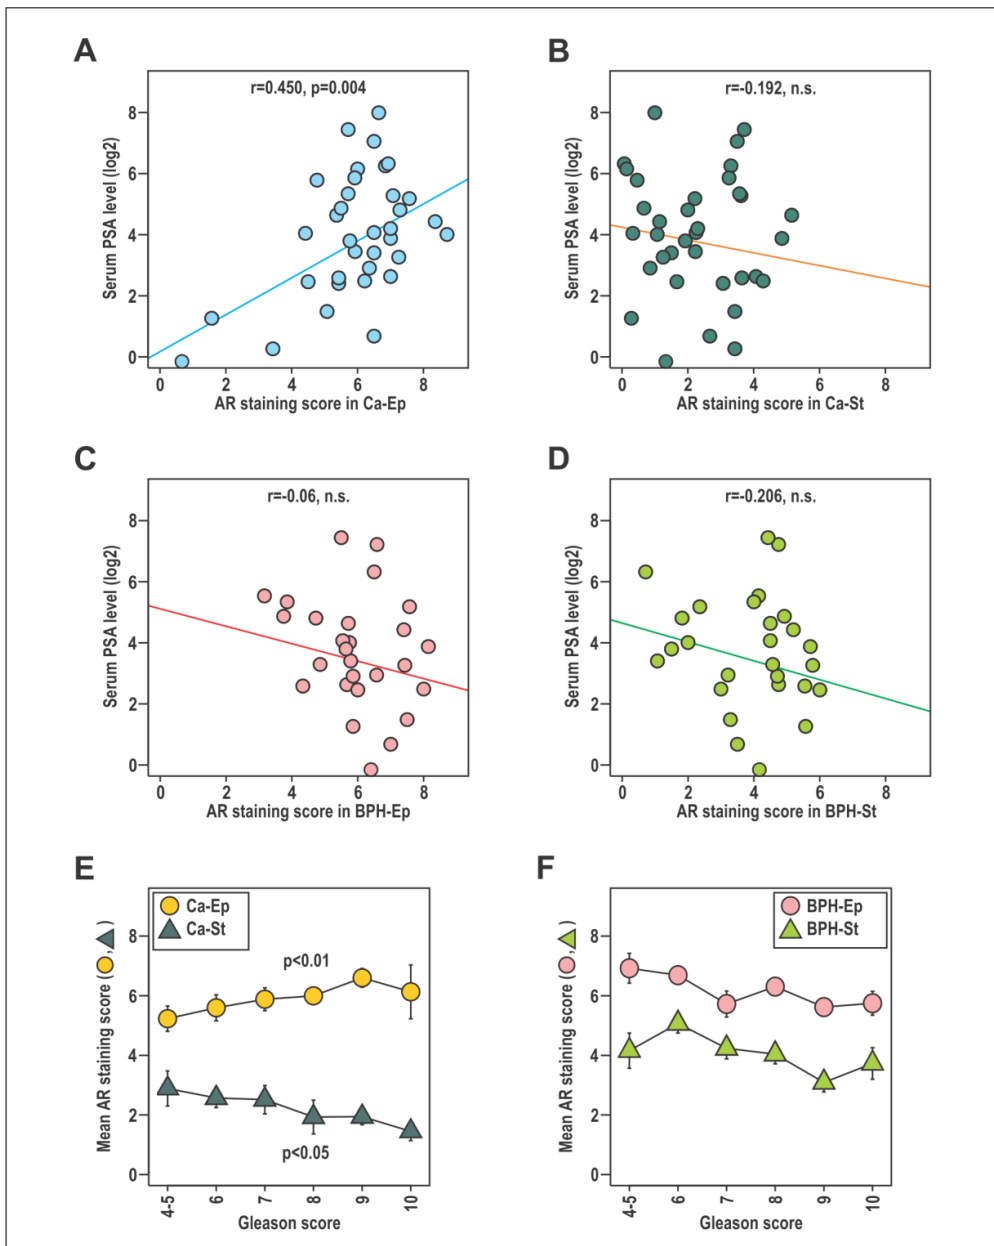 A
r=0.450, p=0.004
Serum PSA level (log2)
8
6
4
2
0
0 2 4 6 8
AR staining score in Ca-Ep
B
r=-0.192, n.s.
Serum PSA level (log2)
8
6
4
2
0
0 2 4 6 8
AR staining score in Ca-St
C
r=-0.06, n.s.
Serum PSA level (log2)
8
6
4
2
0
0 2 4 6 8
AR staining score in BPH-Ep
D
r=-0.206, n.s.
Serum PSA level (log2)
8
6
4
2
0
0 2 4 6 8
AR staining score in BPH-St
E
Ca-Ep
Ca-St
Mean AR staining score ( , )
8
6
4
2
0
p<0.01
p<0.05
4-5 6 7 8 9 10
Gleason score
F
BPH-Ep
BPH-St
Mean AR staining score ( , )
8
6
4
2
0
4-5 6 7 8 9 10
Gleason score